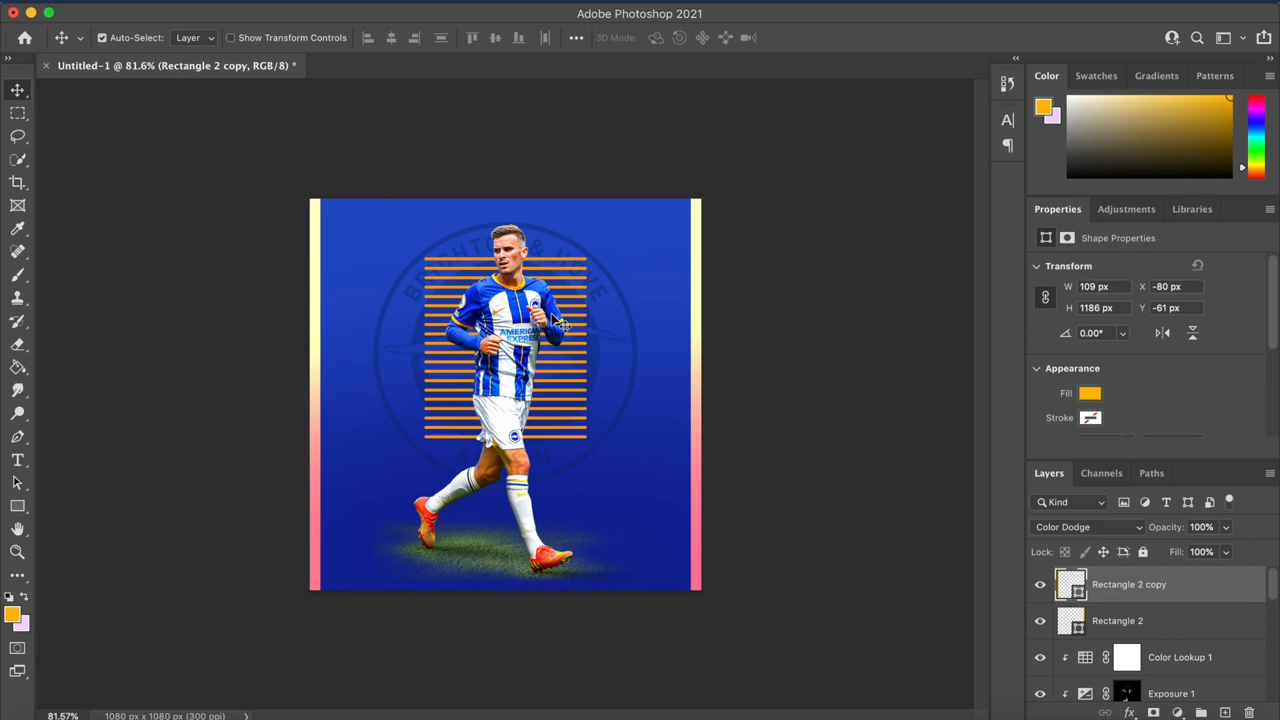 Adobe Photoshop 2021
Auto-Select: Layer Show Transform Controls 3D Mode:
Untitled-1 @ 81.6% (Rectangle 2 copy, RGB/8) *
Color Swatches Gradients Patterns
Properties Adjustments Libraries
Shape Properties
Transform
W 109 px X -80 px
H 1186 px Y -61 px
0.00°
Appearance
Fill
Stroke
Layers Channels Paths
Kind
Color Dodge Opacity: 100%
Lock: Fill: 100%
Rectangle 2 copy
Rectangle 2
Color Lookup 1
Exposure 1
fx
81.57% 1080 px x 1080 px (300 ppi)
BRIGHTON & HOVE
AMERICAN
EXPRESS